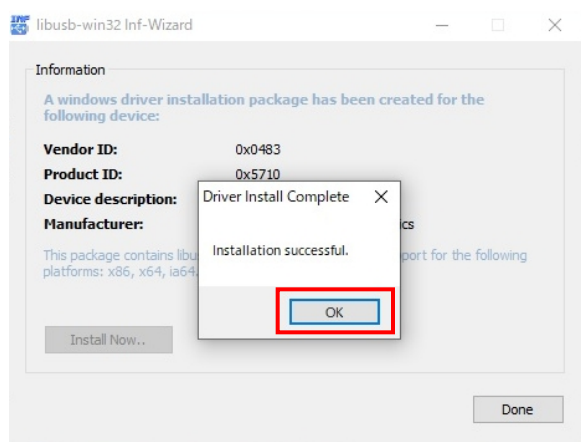 INF
libusb-win32 Inf-Wizard
Information
A windows driver installation package has been created for the
following device:
Vendor ID: 0x0483
Product ID: 0x5710
Device description:
Manufacturer: ics
Driver Install Complete
Installation successful.
OK
This package contains libu port for the following
platforms: x86, x64, ia64,
Install Now..
Done